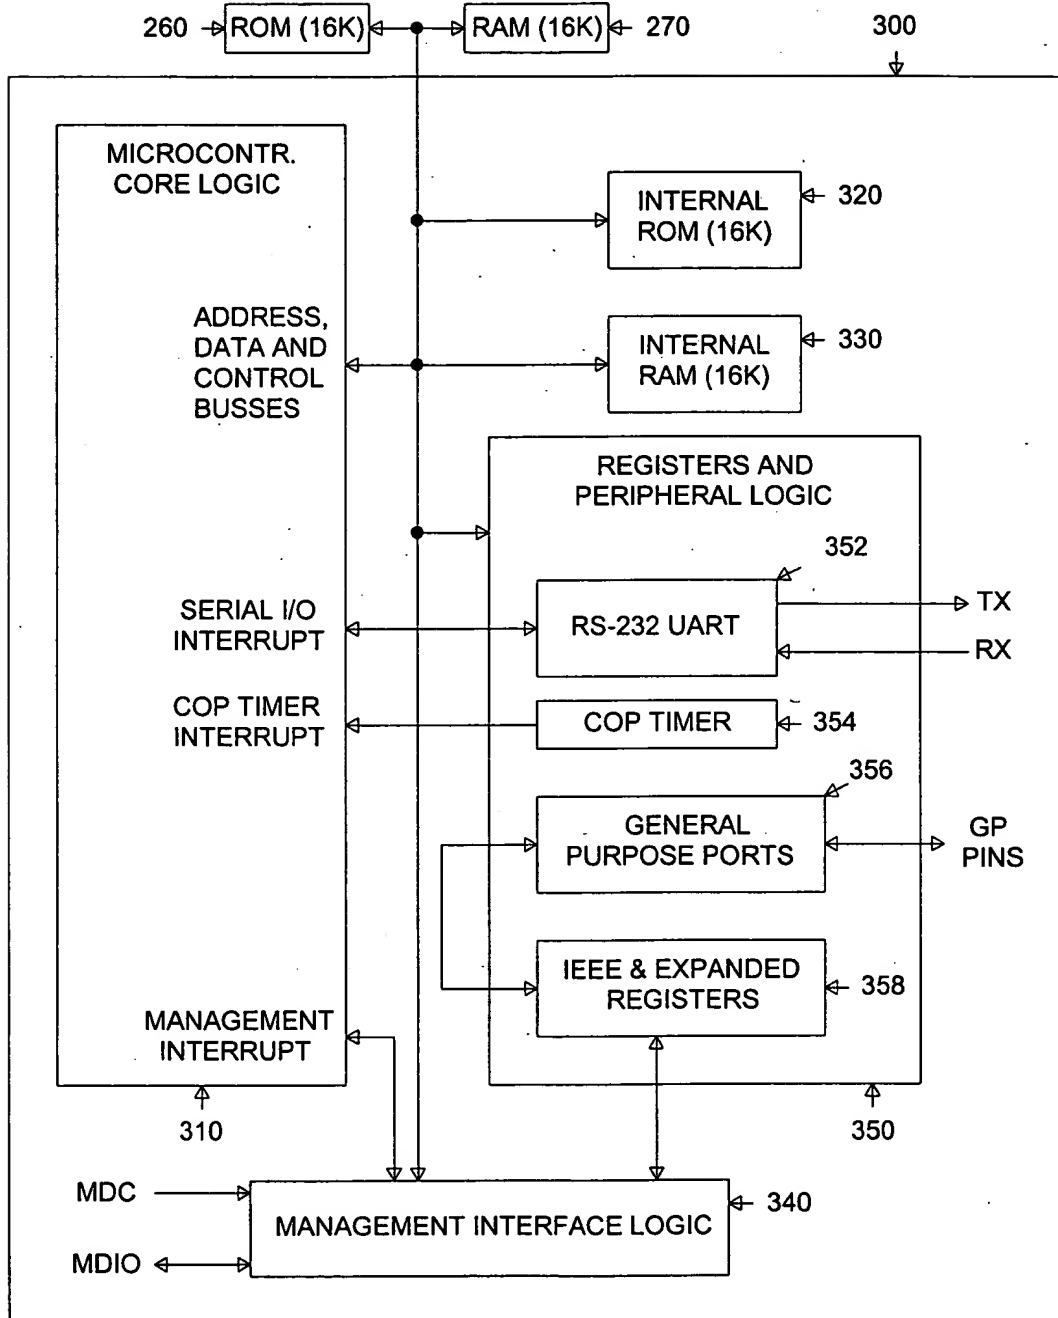 260 ROM (16K) RAM (16K) 270 300
MICROCONTR.
CORE LOGIC
INTERNAL
ROM (16K)
320
ADDRESS,
DATA AND
CONTROL
BUSSES
INTERNAL
RAM (16K)
330
REGISTERS AND
PERIPHERAL LOGIC
352
SERIAL I/O
INTERRUPT
RS-232 UART
TX
RX
COP TIMER
INTERRUPT
COP TIMER
354
356
GENERAL
PURPOSE PORTS
GP
PINS
IEEE & EXPANDED
REGISTERS
358
MANAGEMENT
INTERRUPT
310
350
MDC
MDIO
MANAGEMENT INTERFACE LOGIC
340